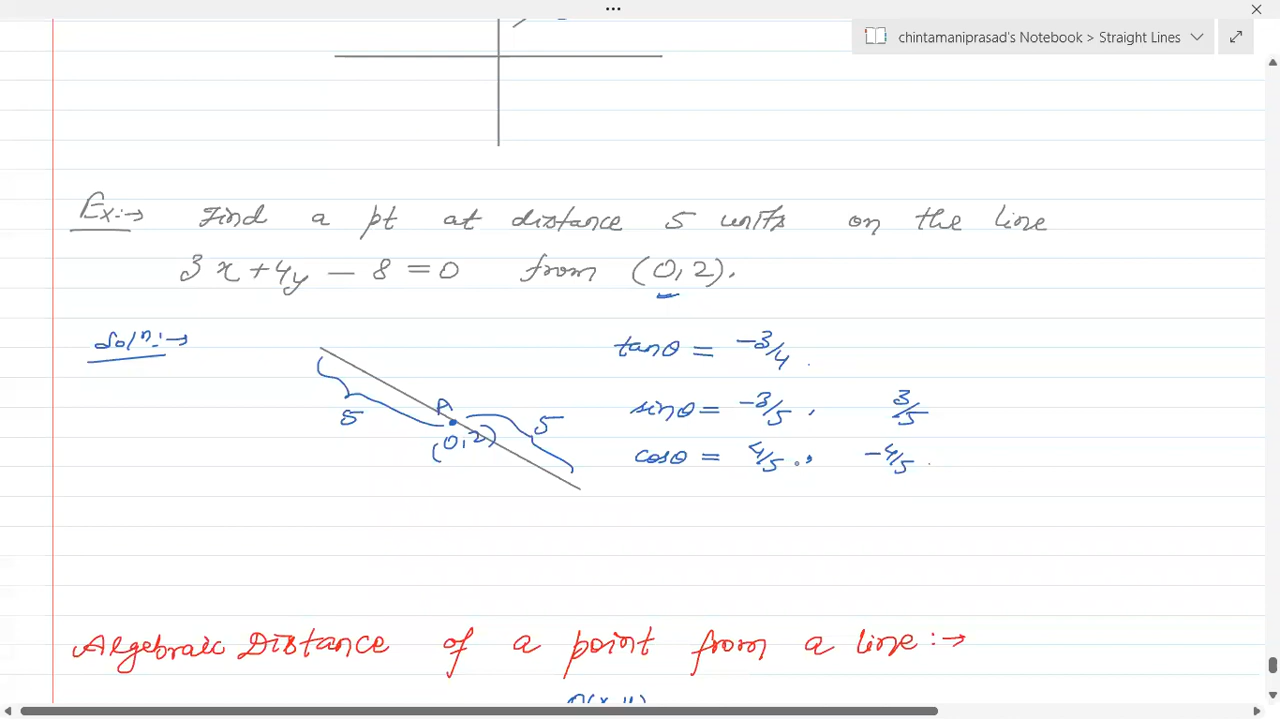 chintamaniprasad's Notebook > Straight Lines
Ex:→ Find a pt at distance 5 units on the line
3x+4y-8=0 from (0,2).
Solⁿ:→
tanθ = -3/4.
sinθ = -3/5, 3/5
cosθ = 4/5., -4/5.
5
A
(0,2)
5
Algebraic Distance of a point from a line:→